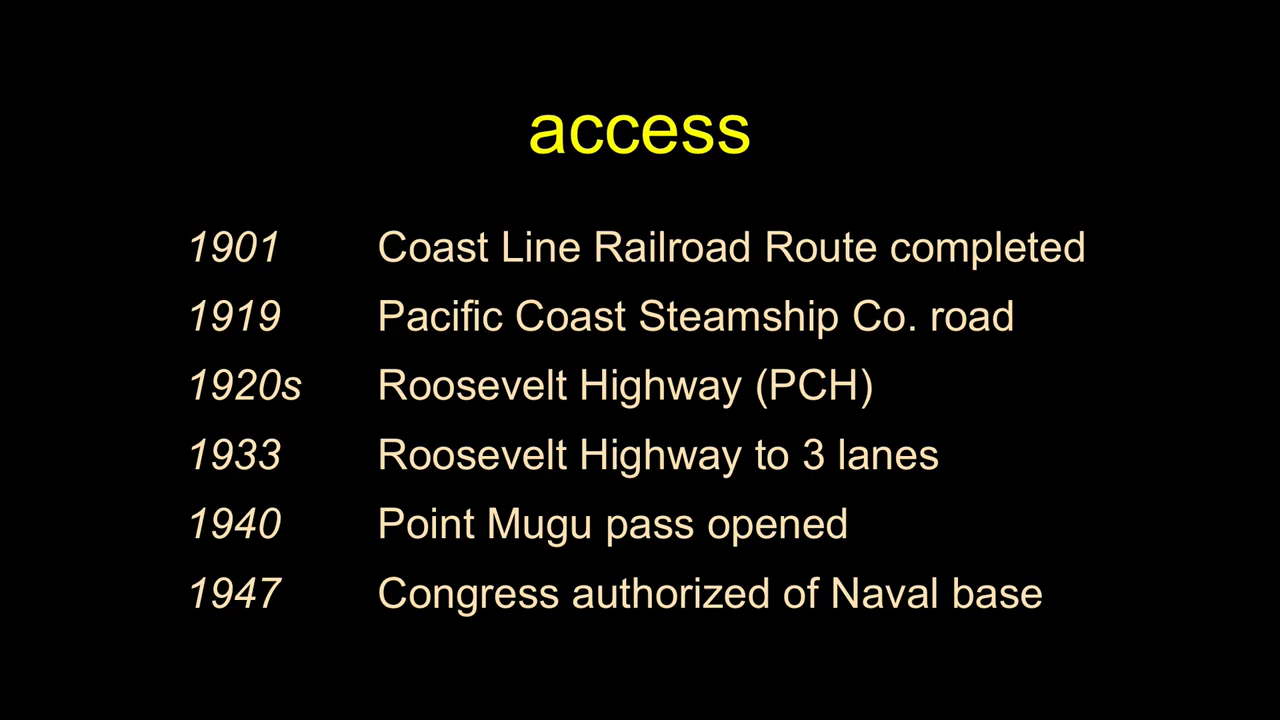 access
1901 Coast Line Railroad Route completed
1919 Pacific Coast Steamship Co. road
1920s Roosevelt Highway (PCH)
1933 Roosevelt Highway to 3 lanes
1940 Point Mugu pass opened
1947 Congress authorized of Naval base